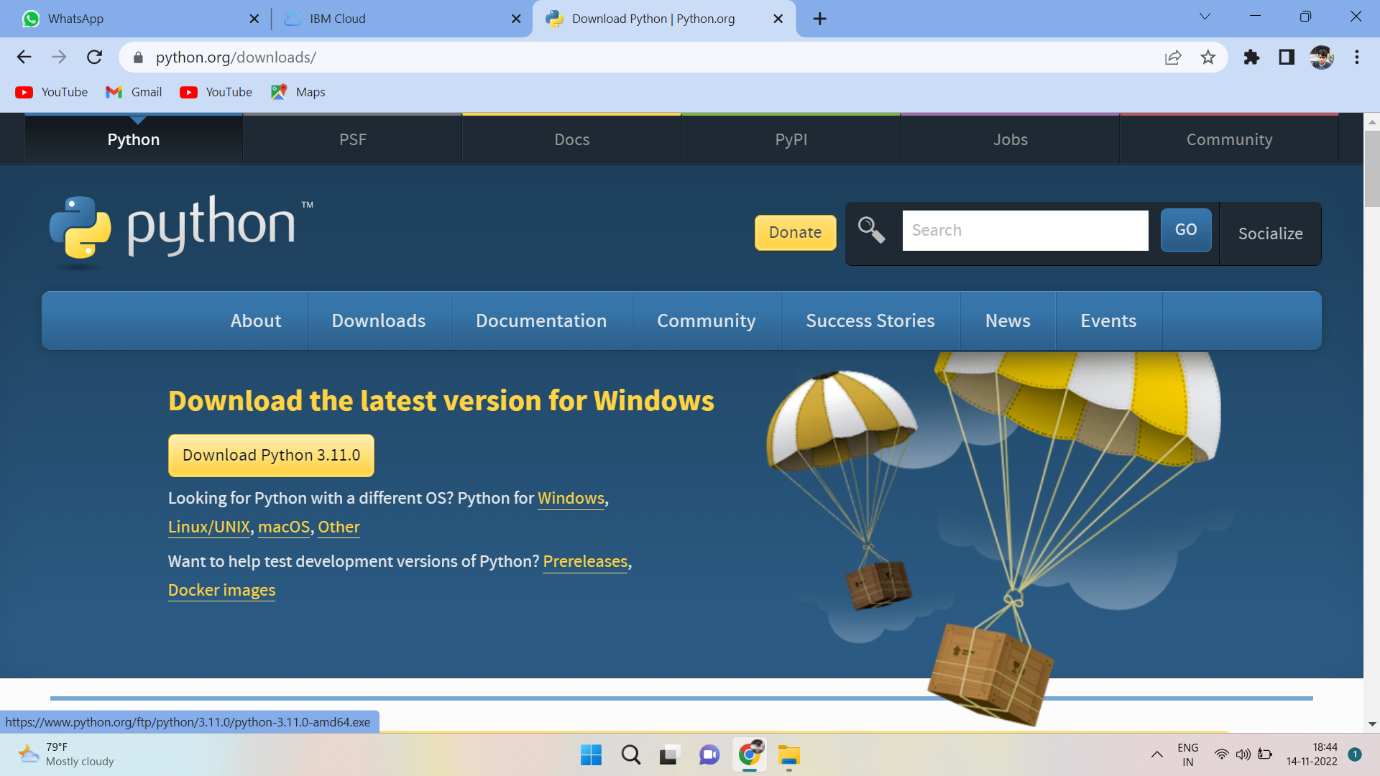 WhatsApp
IBM Cloud
Download Python | Python.org
python.org/downloads/
YouTube
Gmail
YouTube
Maps
Python
PSF
Docs
PyPI
Jobs
Community
python™
Donate
Search
GO
Socialize
About
Downloads
Documentation
Community
Success Stories
News
Events
Download the latest version for Windows
Download Python 3.11.0
Looking for Python with a different OS? Python for Windows,
Linux/UNIX, macOS, Other
Want to help test development versions of Python? Prereleases,
Docker images
https://www.python.org/ftp/python/3.11.0/python-3.11.0-amd64.exe
79°F
Mostly cloudy
ENG
IN
18:44
14-11-2022
1